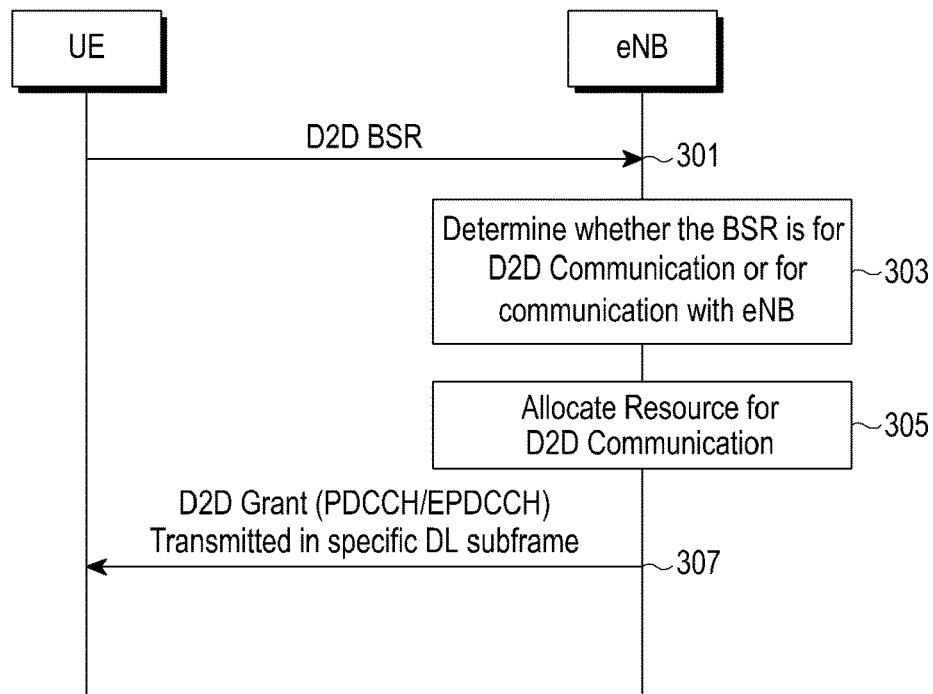 UE
eNB
D2D BSR
301
Determine whether the BSR is for
D2D Communication or for
communication with eNB
303
Allocate Resource for
D2D Communication
305
D2D Grant (PDCCH/EPDCCH)
Transmitted in specific DL subframe
307